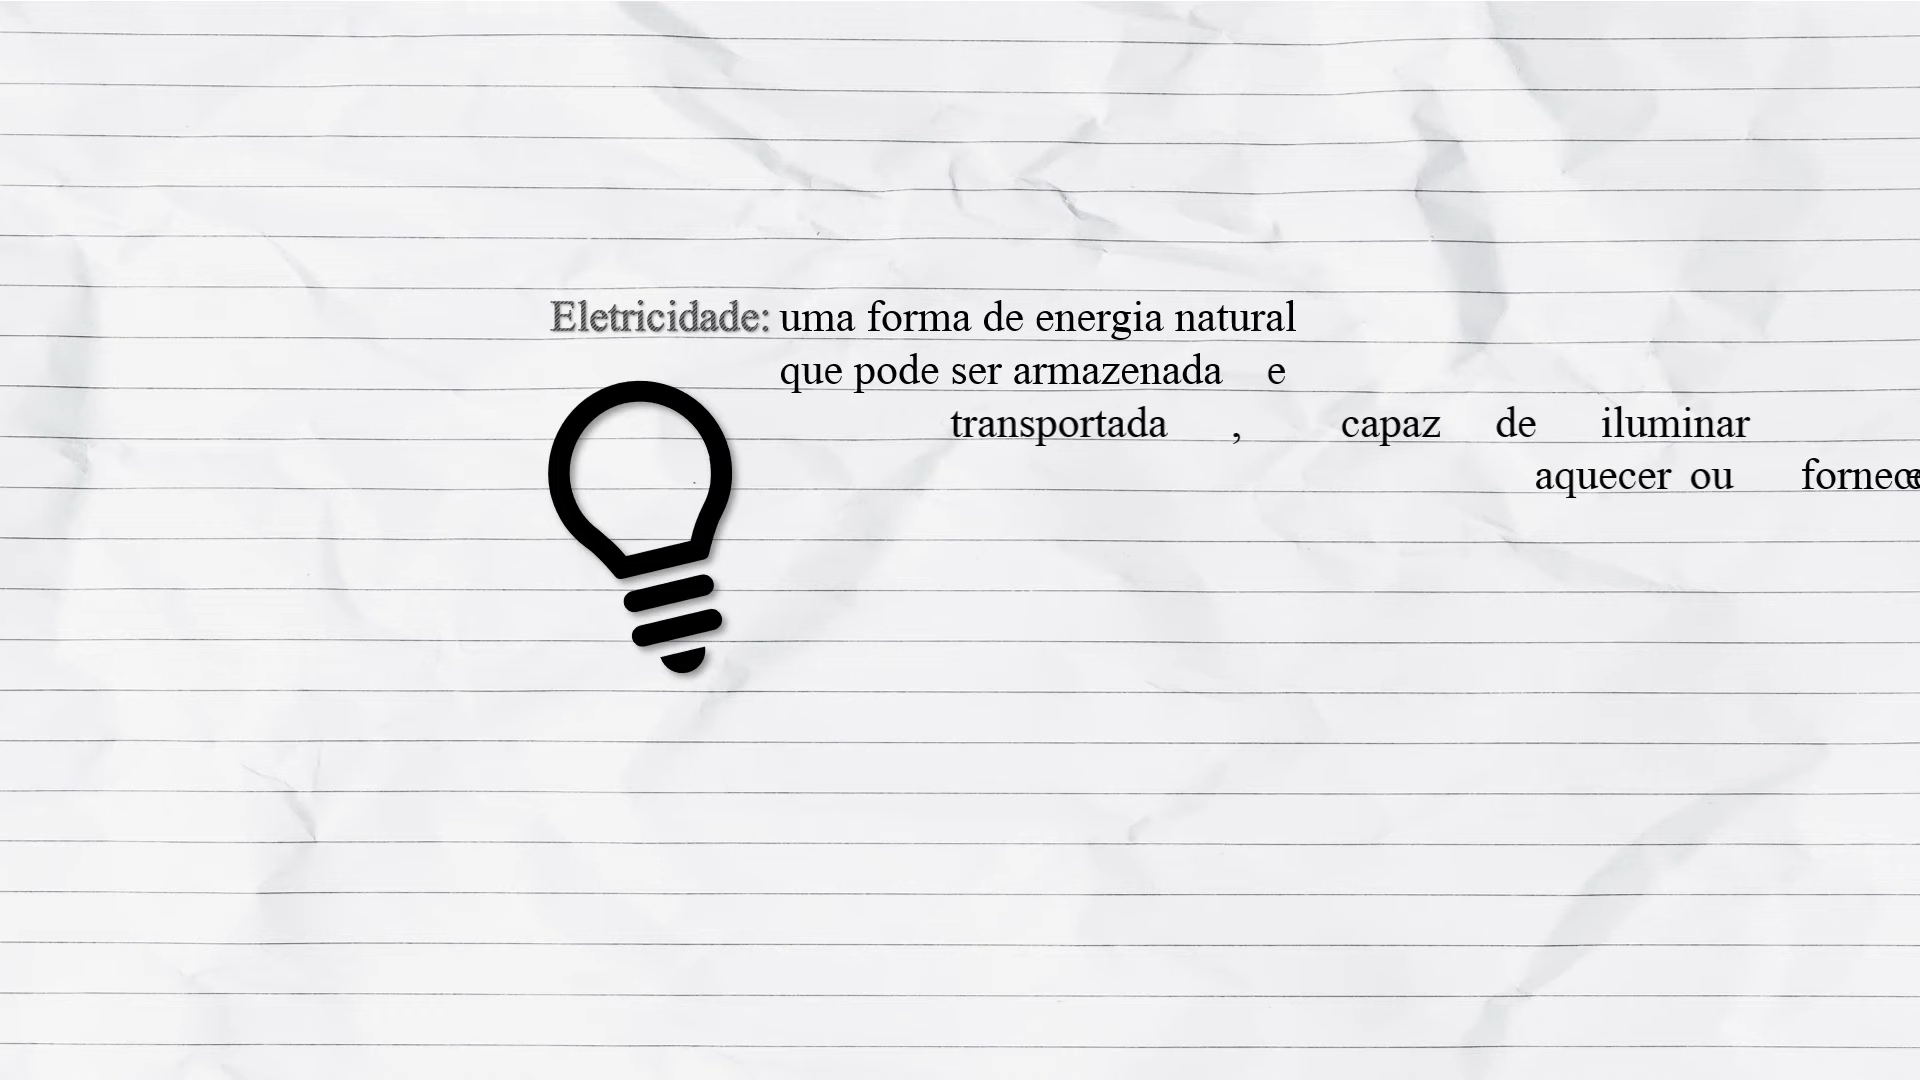 Eletricidade: uma forma de energia natural
que pode ser armazenada e
transportada , capaz de iluminar
aquecer ou